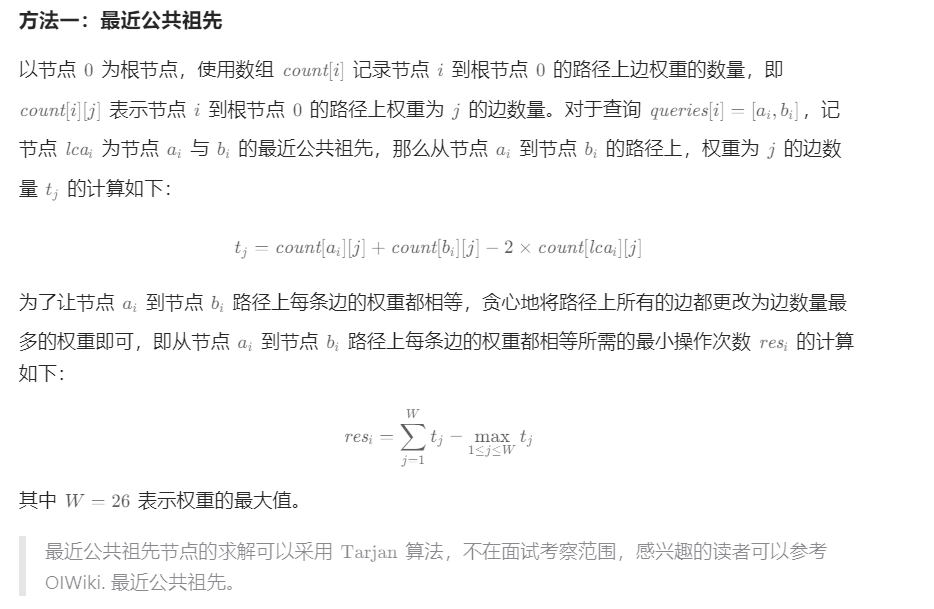 方法一：最近公共祖先
以节点 0 为根节点，使用数组 count[i] 记录节点 i 到根节点 0 的路径上边权重的数量，即
count[i][j] 表示节点 i 到根节点 0 的路径上权重为 j 的边数量。对于查询 queries[i] = [a_i, b_i]，记
节点 lca_i 为节点 a_i 与 b_i 的最近公共祖先，那么从节点 a_i 到节点 b_i 的路径上，权重为 j 的边数
量 t_j 的计算如下：
t_j = count[a_i][j] + count[b_i][j] − 2 × count[lca_i][j]
为了让节点 a_i 到节点 b_i 路径上每条边的权重都相等，贪心地将路径上所有的边都更改为边数量最
多的权重即可，即从节点 a_i 到节点 b_i 路径上每条边的权重都相等所需的最小操作次数 res_i 的计算
如下：
res_i = ∑_{j=1}^{W} t_j − max_{1≤j≤W} t_j
其中 W = 26 表示权重的最大值。
最近公共祖先节点的求解可以采用 Tarjan 算法，不在面试考察范围，感兴趣的读者可以参考
OIWiki. 最近公共祖先。